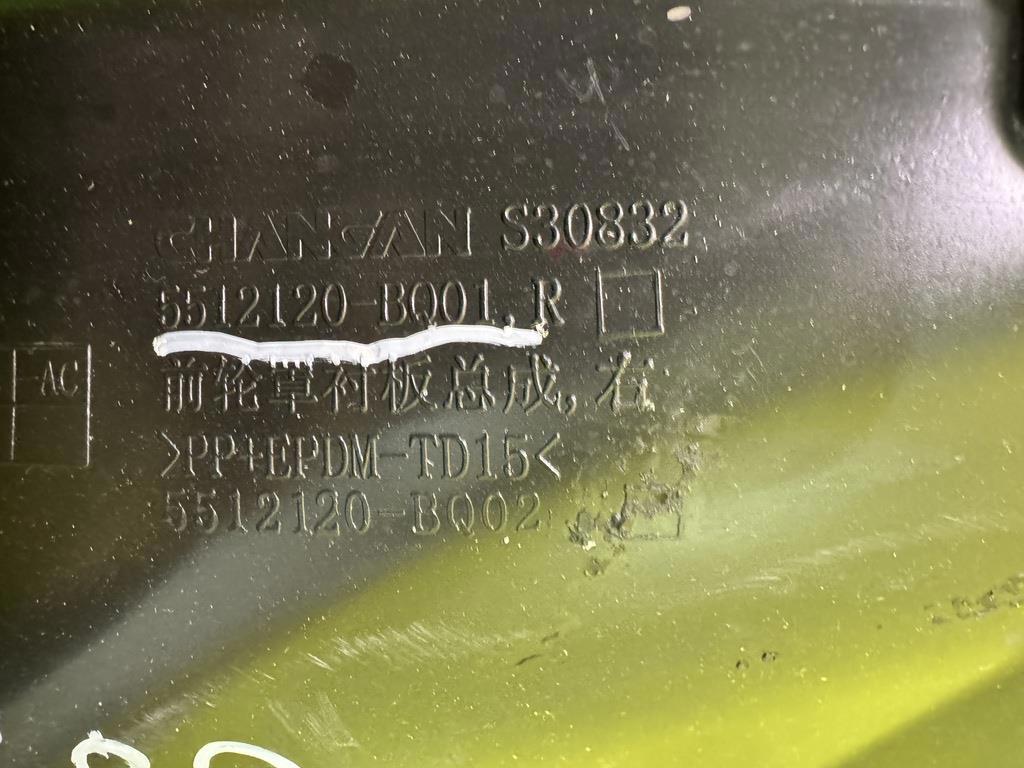 CHANGAN S30832
5512120-BQ01,R
-AC
前轮罩衬板总成,右
>PP+EPDM-TD15<
5512120-BQ02